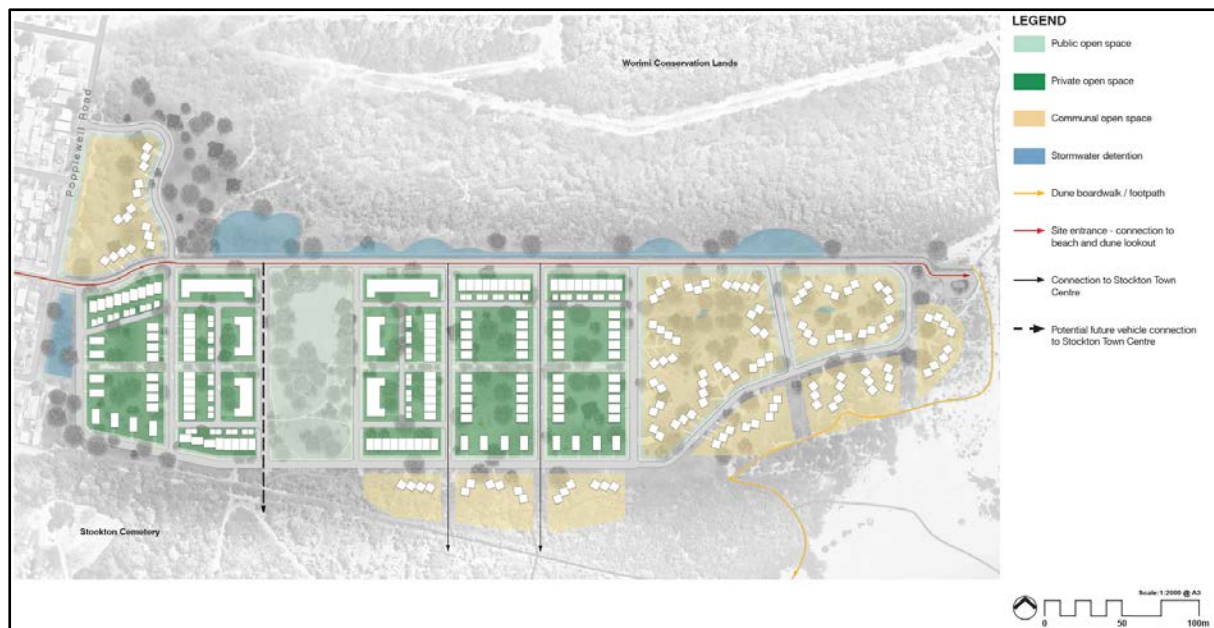 LEGEND
Public open space
Private open space
Communal open space
Stormwater detention
Dune boardwalk / footpath
Site entrance - connection to
beach and dune lookout
Connection to Stockton Town
Centre
Potential future vehicle connection
to Stockton Town Centre
Worimi Conservation Lands
Popplewell Road
Stockton Cemetery
Scale: 1:2000 @ A3
0 50 100m